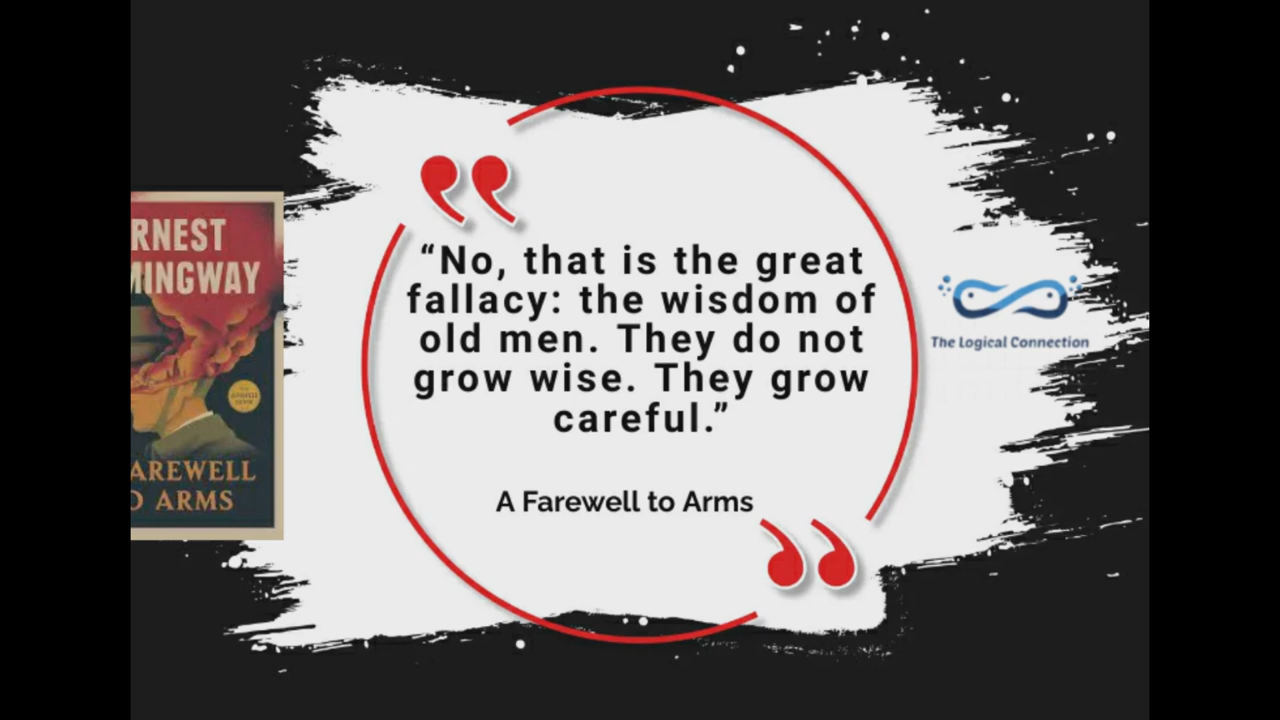 RNEST
MINGWAY
AREWELL
O ARMS
“No, that is the great
fallacy: the wisdom of
old men. They do not
grow wise. They grow
careful.”
A Farewell to Arms
The Logical Connection